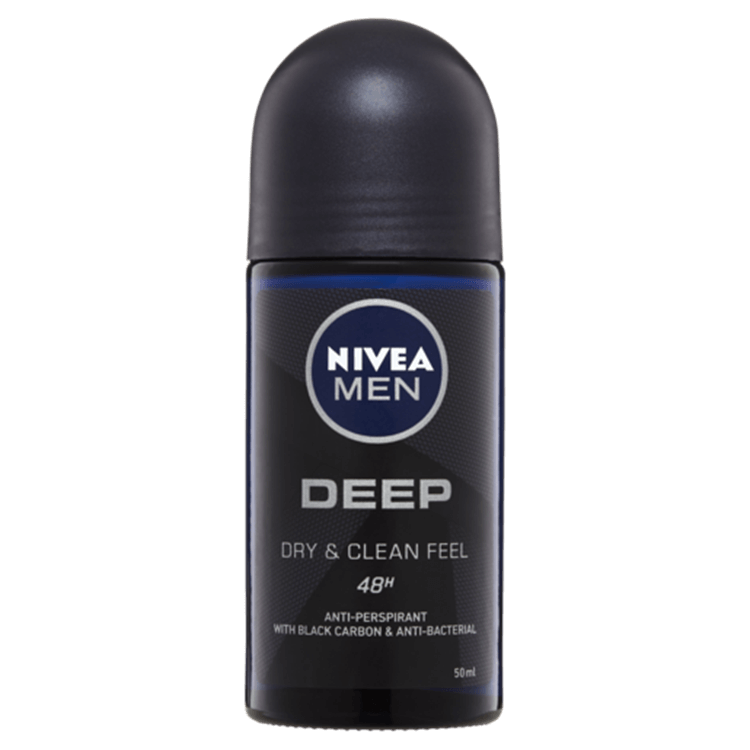 NIVEA
MEN
DEEP
DRY & CLEAN FEEL
48H
ANTI-PERSPIRANT
WITH BLACK CARBON & ANTI-BACTERIAL
50ml